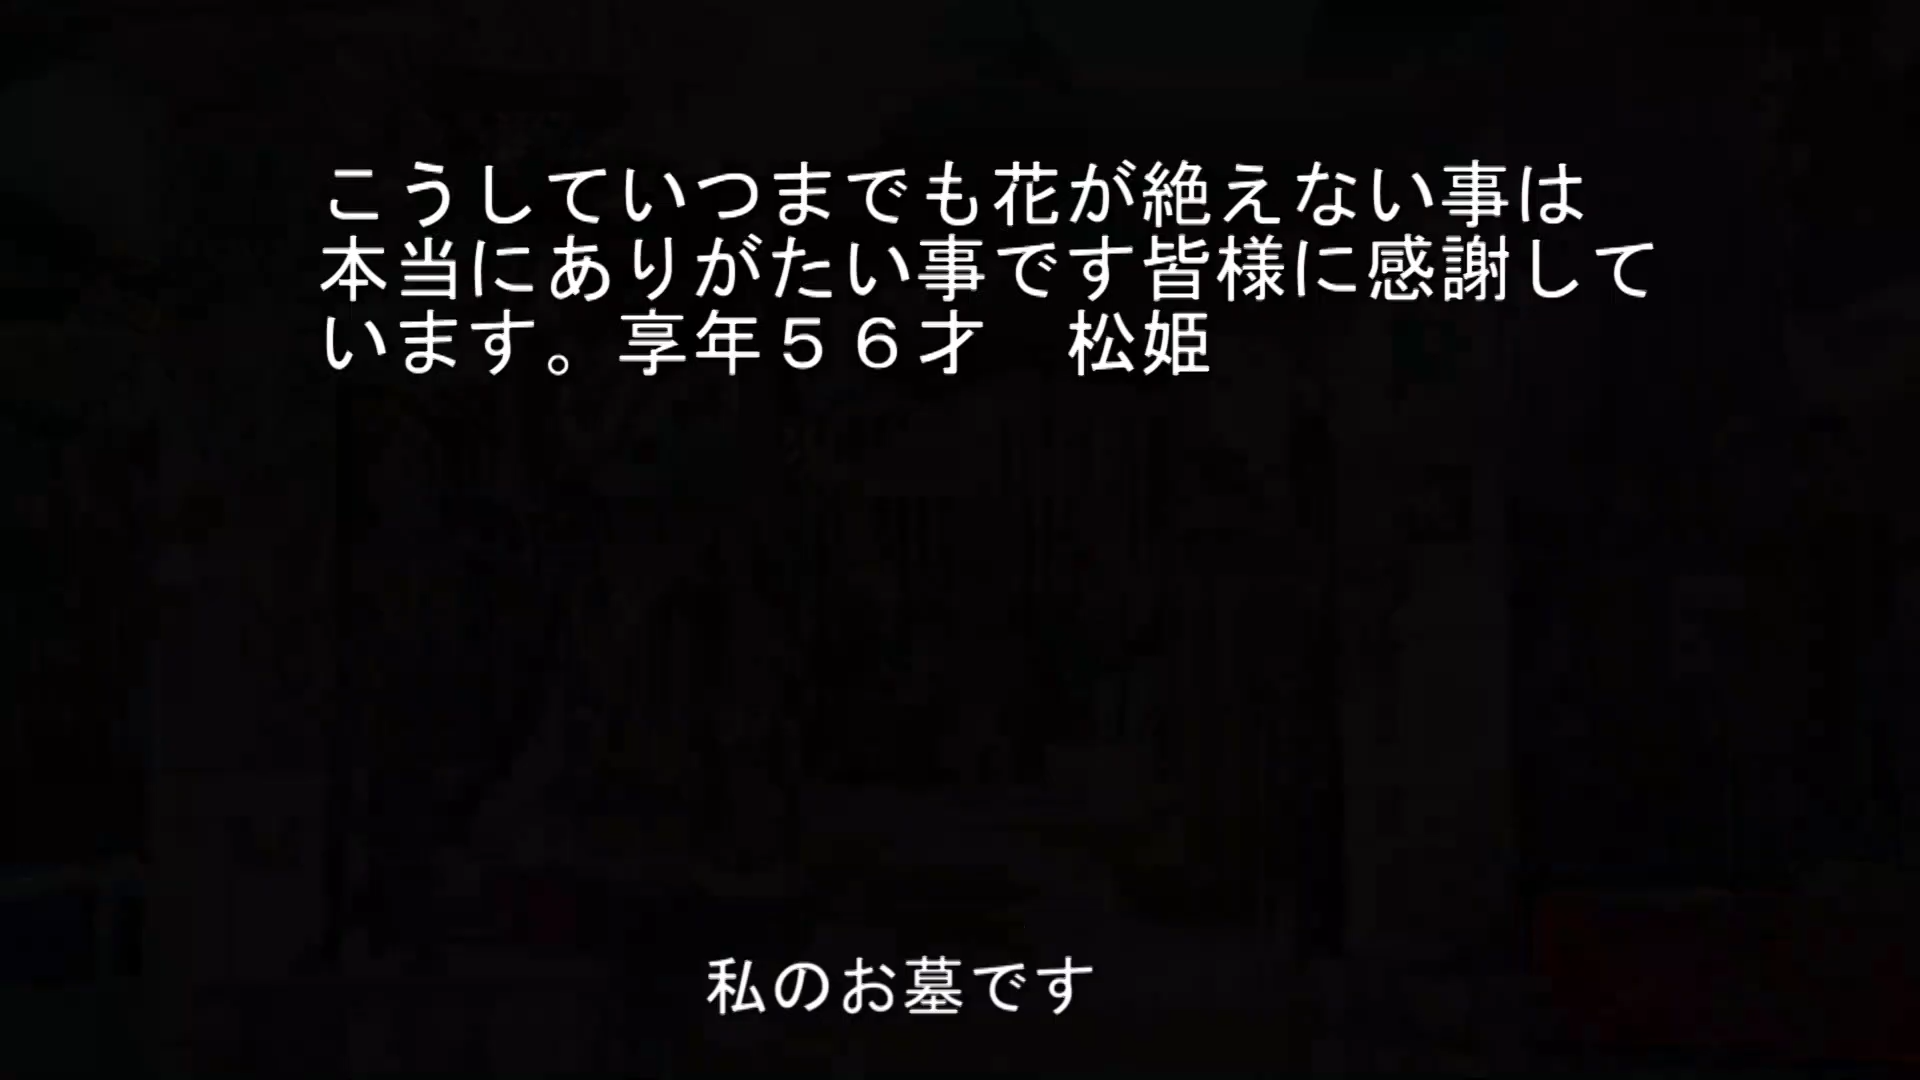 こうしていつまでも花が絶えない事は
本当にありがたい事です皆様に感謝して
います。享年５６才　松姫
私のお墓です